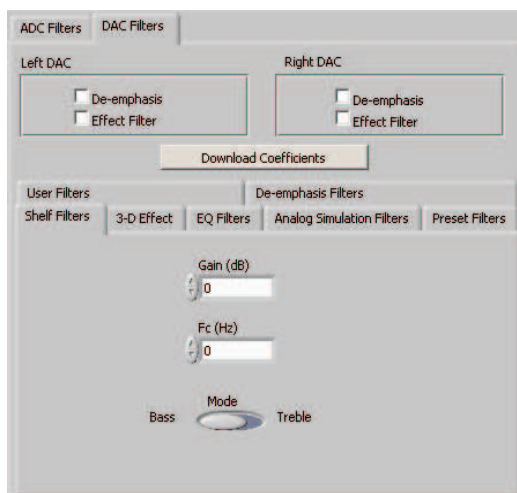 ADC Filters DAC Filters
Left DAC Right DAC
De-emphasis De-emphasis
Effect Filter Effect Filter
Download Coefficients
User Filters De-emphasis Filters
Shelf Filters 3-D Effect EQ Filters Analog Simulation Filters Preset Filters
Gain (dB)
0
Fc (Hz)
0
Mode
Bass Treble